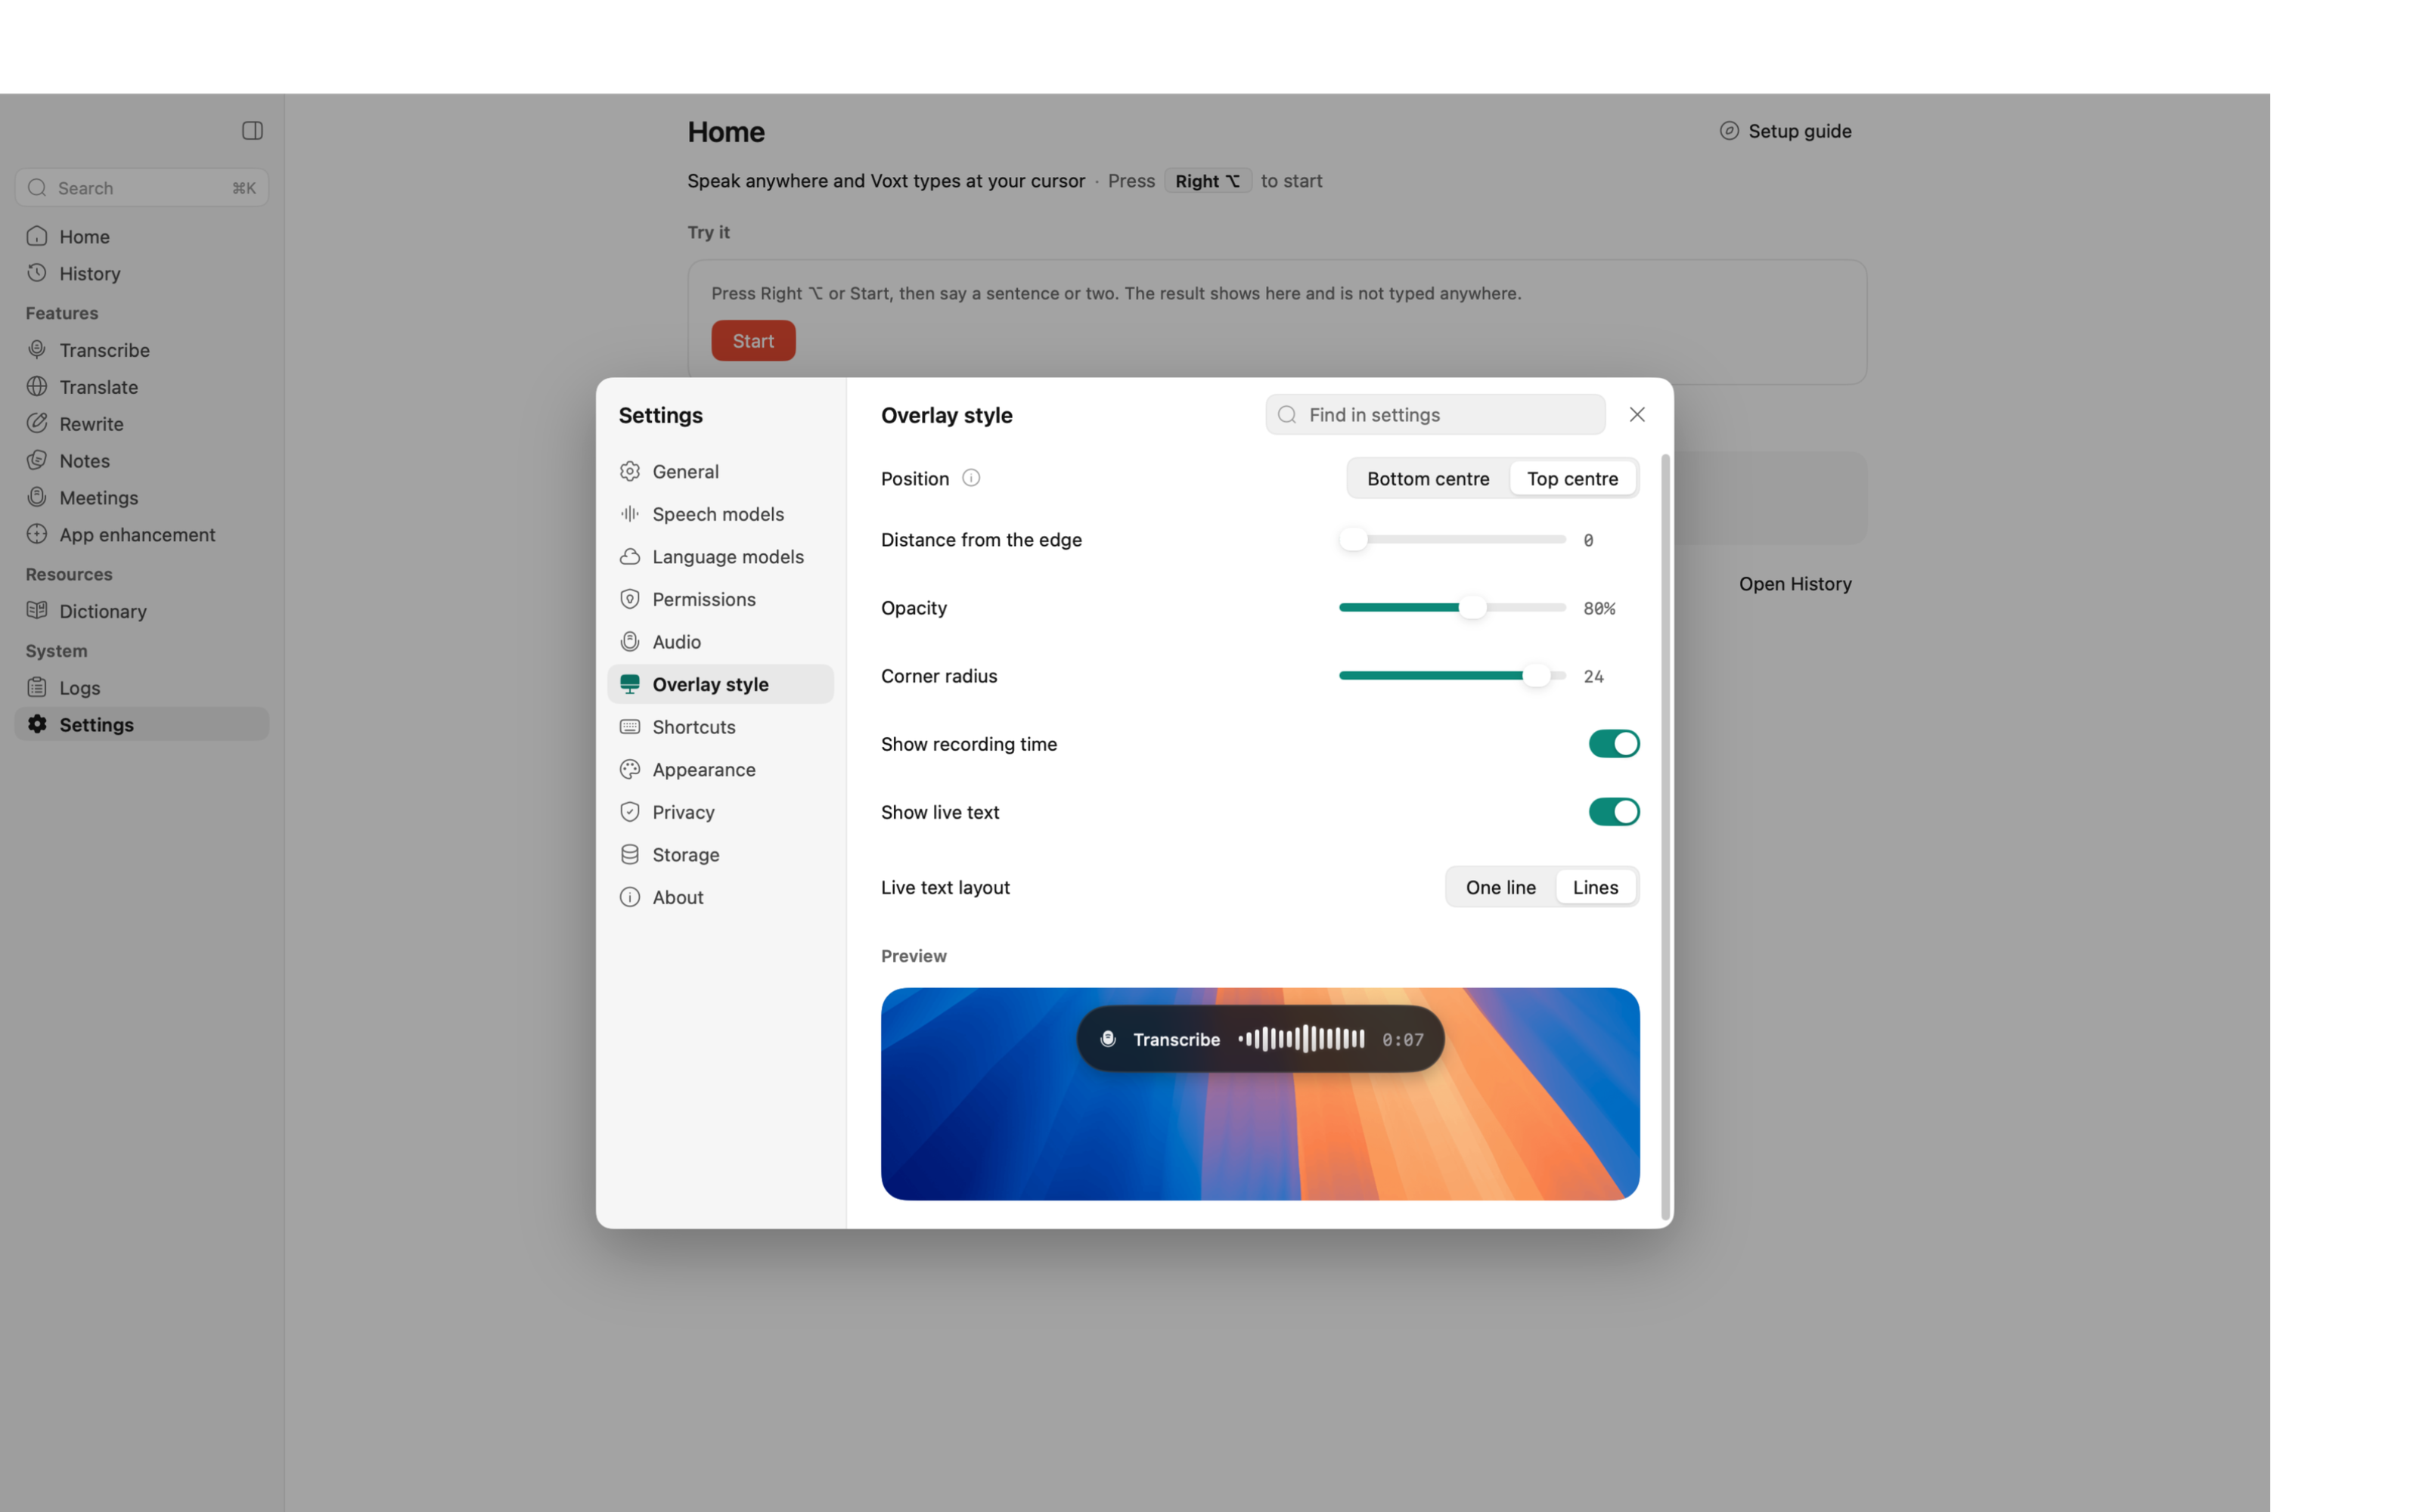 Home
Setup guide
Speak anywhere and Voxt types at your cursor · Press Right ⌥ to start
Try it
Press Right ⌥ or Start, then say a sentence or two. The result shows here and is not typed anywhere.
Start
Open History
Search ⌘K
Home
History
Features
Transcribe
Translate
Rewrite
Notes
Meetings
App enhancement
Resources
Dictionary
System
Logs
Settings
Settings
General
Speech models
Language models
Permissions
Audio
Overlay style
Shortcuts
Appearance
Privacy
Storage
About
Overlay style
Find in settings
Position Bottom centre Top centre
Distance from the edge 0
Opacity 80%
Corner radius 24
Show recording time
Show live text
Live text layout One line Lines
Preview
Transcribe 0:07